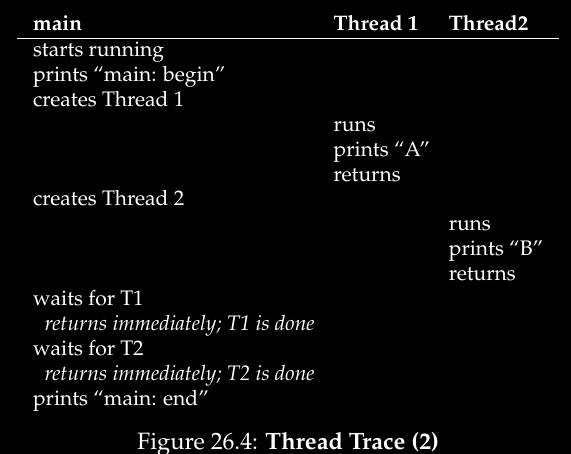 main Thread 1 Thread2
starts running
prints “main: begin”
creates Thread 1
runs
prints “A”
returns
creates Thread 2
runs
prints “B”
returns
waits for T1
returns immediately; T1 is done
waits for T2
returns immediately; T2 is done
prints “main: end”
Figure 26.4: Thread Trace (2)